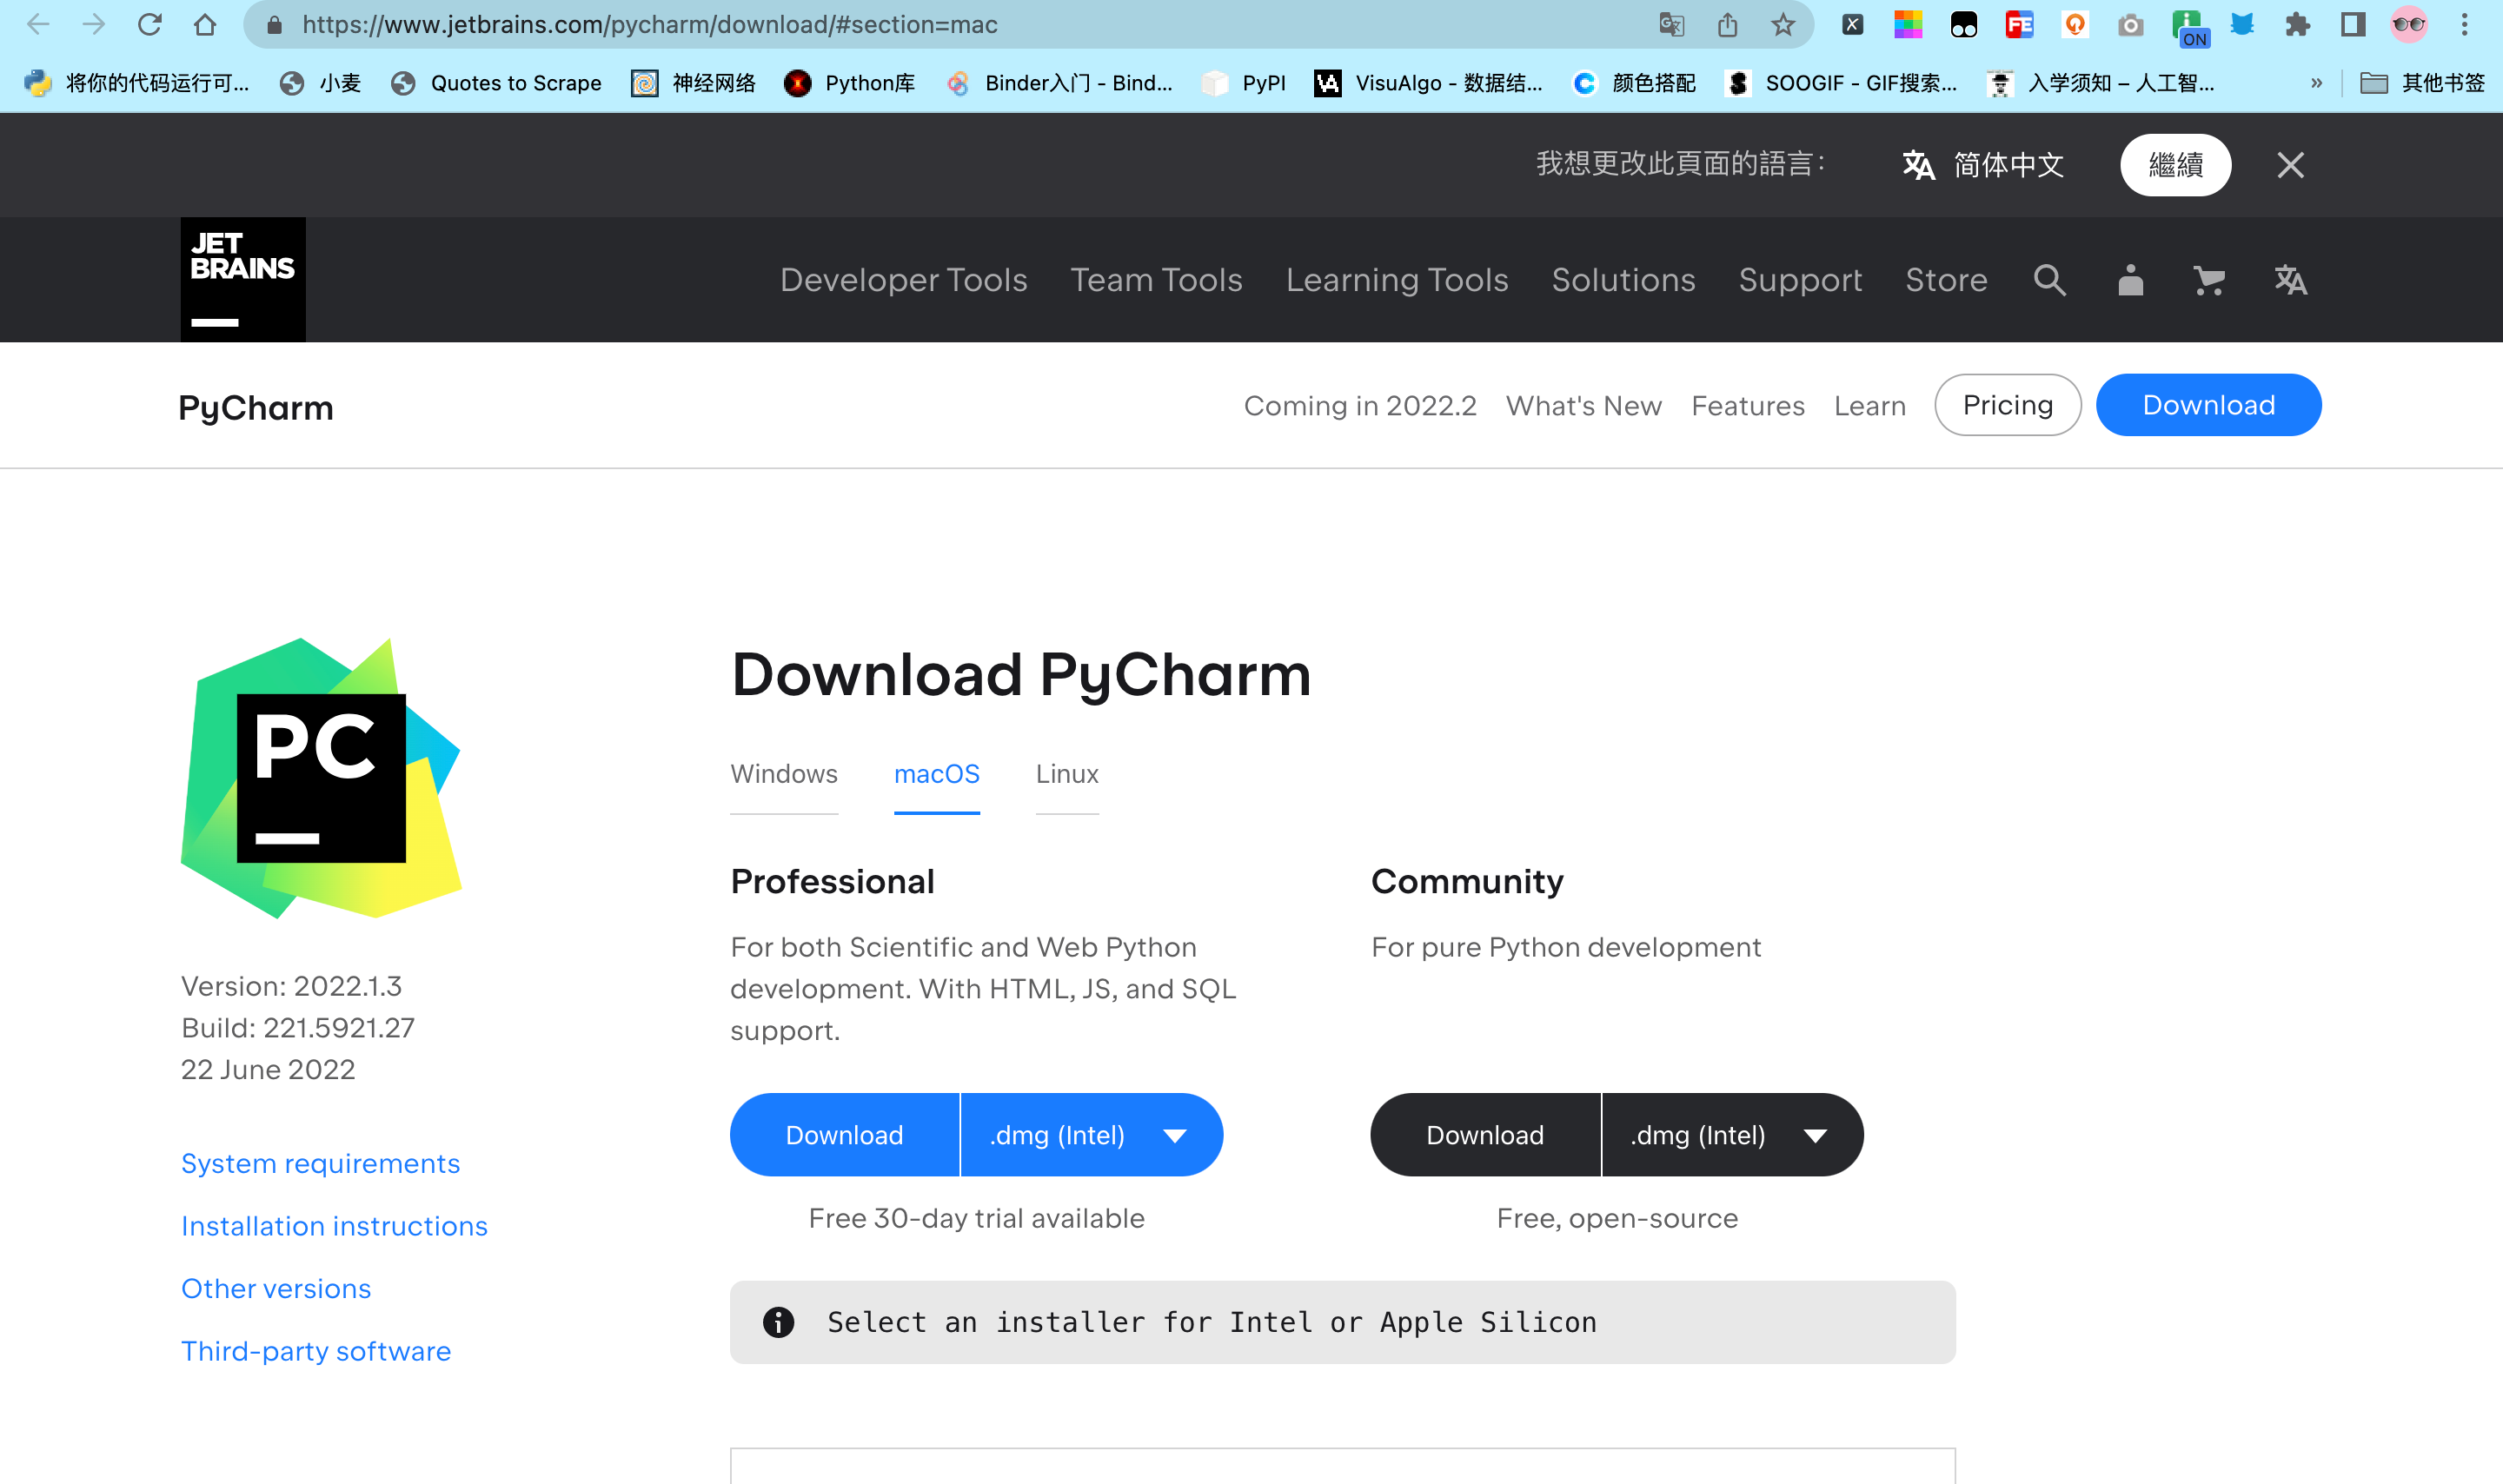 https://www.jetbrains.com/pycharm/download/#section=mac
ON
将你的代码运行可...
小麦
Quotes to Scrape
神经网络
Python库
Binder入门 - Bind...
PyPI
VisuAlgo - 数据结...
颜色搭配
SOOGIF - GIF搜索...
入学须知 – 人工智...
»
其他书签
我想更改此頁面的語言:
简体中文
繼續
JET
BRAINS
Developer Tools
Team Tools
Learning Tools
Solutions
Support
Store
PyCharm
Coming in 2022.2
What's New
Features
Learn
Pricing
Download
PC
Download PyCharm
Windows
macOS
Linux
Professional
For both Scientific and Web Python
development. With HTML, JS, and SQL
support.
Download
.dmg (Intel)
Free 30-day trial available
Community
For pure Python development
Download
.dmg (Intel)
Free, open-source
Version: 2022.1.3
Build: 221.5921.27
22 June 2022
System requirements
Installation instructions
Other versions
Third-party software
Select an installer for Intel or Apple Silicon